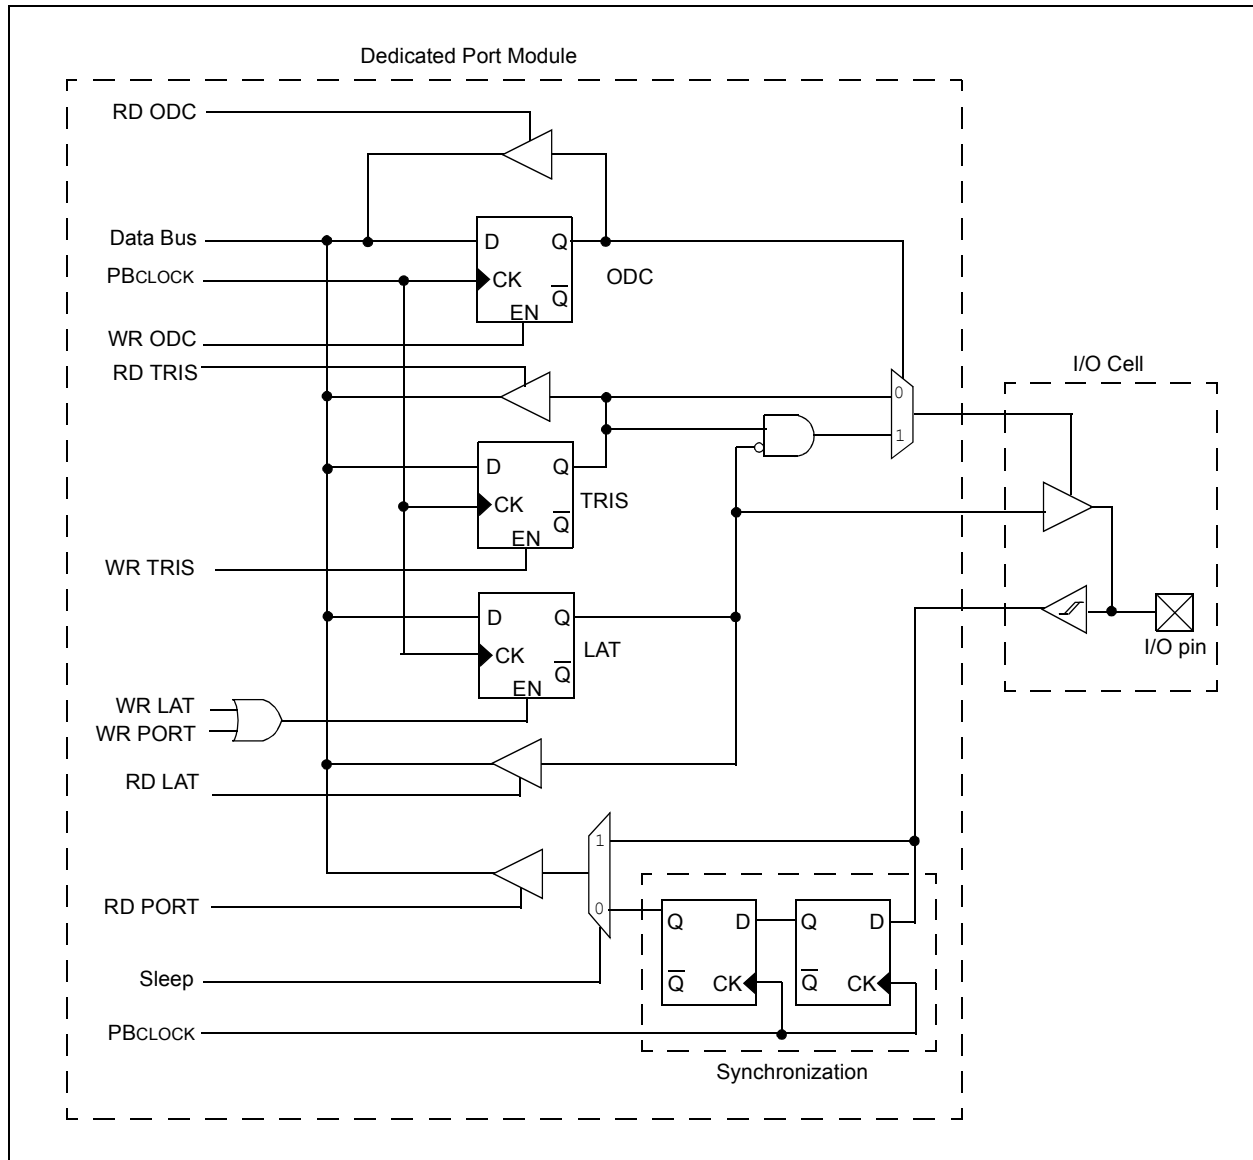 Dedicated Port Module
RD ODC
Data Bus
D
Q
PBCLOCK
CK
Q
ODC
EN
WR ODC
RD TRIS
I/O Cell
0
1
D
Q
CK
Q
TRIS
EN
WR TRIS
D
Q
LAT
CK
Q
EN
I/O pin
WR LAT
WR PORT
RD LAT
1
RD PORT
0
Q
D
Q
D
Sleep
Q
CK
Q
CK
PBCLOCK
Synchronization